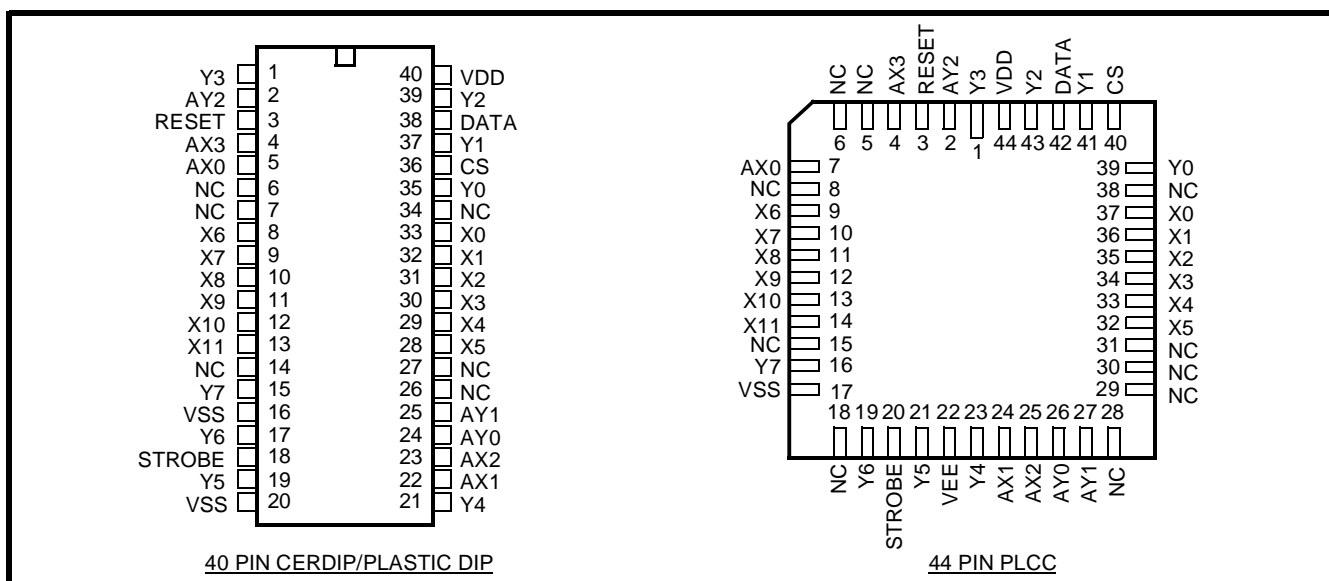 Y3 1 40 VDD
AY2 2 39 Y2
RESET 3 38 DATA
AX3 4 37 Y1
AX0 5 36 CS
NC 6 35 Y0
NC 7 34 NC
X6 8 33 X0
X7 9 32 X1
X8 10 31 X2
X9 11 30 X3
X10 12 29 X4
X11 13 28 X5
NC 14 27 NC
Y7 15 26 NC
VSS 16 25 AY1
Y6 17 24 AY0
STROBE 18 23 AX2
Y5 19 22 AX1
VSS 20 21 Y4
40 PIN CERDIP/PLASTIC DIP
NC NC AX3 RESET AY2 Y3 VDD Y2 DATA Y1 CS
6 5 4 3 2 1 44 43 42 41 40
AX0 7 39 Y0
NC 8 38 NC
X6 9 37 X0
X7 10 36 X1
X8 11 35 X2
X9 12 34 X3
X10 13 33 X4
X11 14 32 X5
NC 15 31 NC
Y7 16 30 NC
VSS 17 29 NC
18 19 20 21 22 23 24 25 26 27 28
NC Y6 STROBE Y5 VEE Y4 AX1 AX2 AY0 AY1 NC
44 PIN PLCC